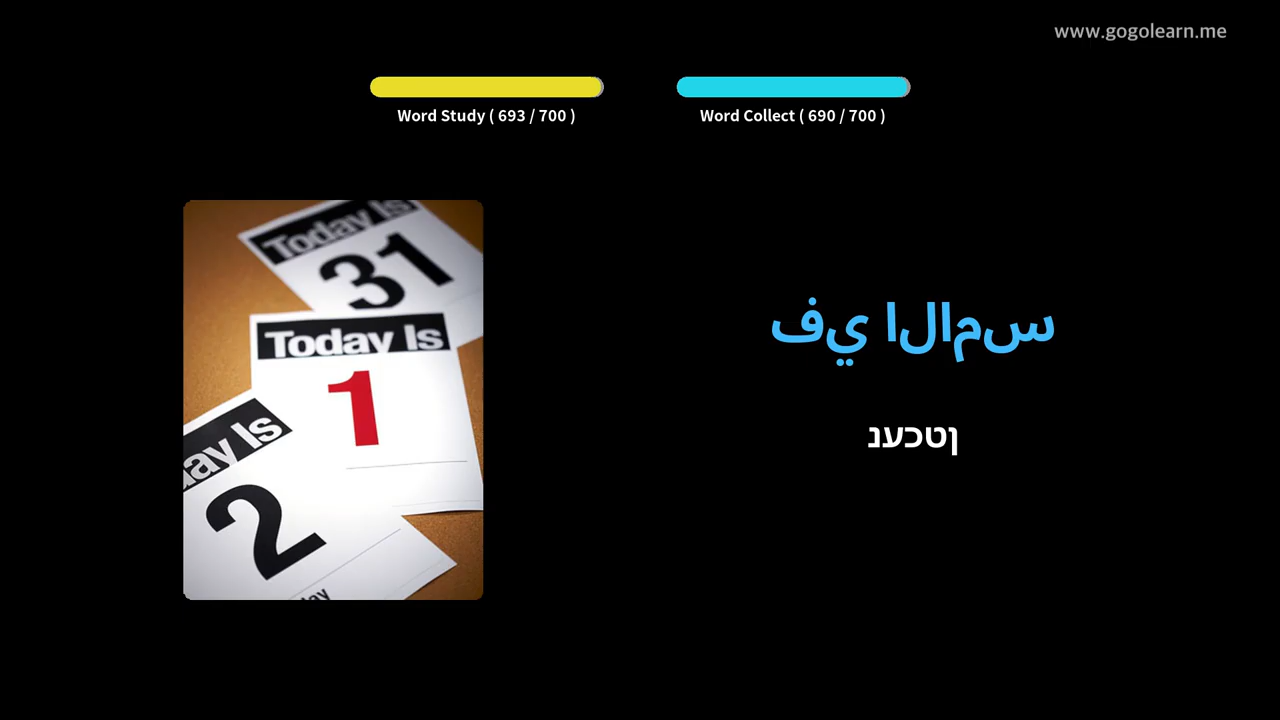 www.gogolearn.me
Word Study ( 693 / 700 )
Word Collect ( 690 / 700 )
Today Is
31
Today Is
1
ay Is
2
في الامس
נעכטן